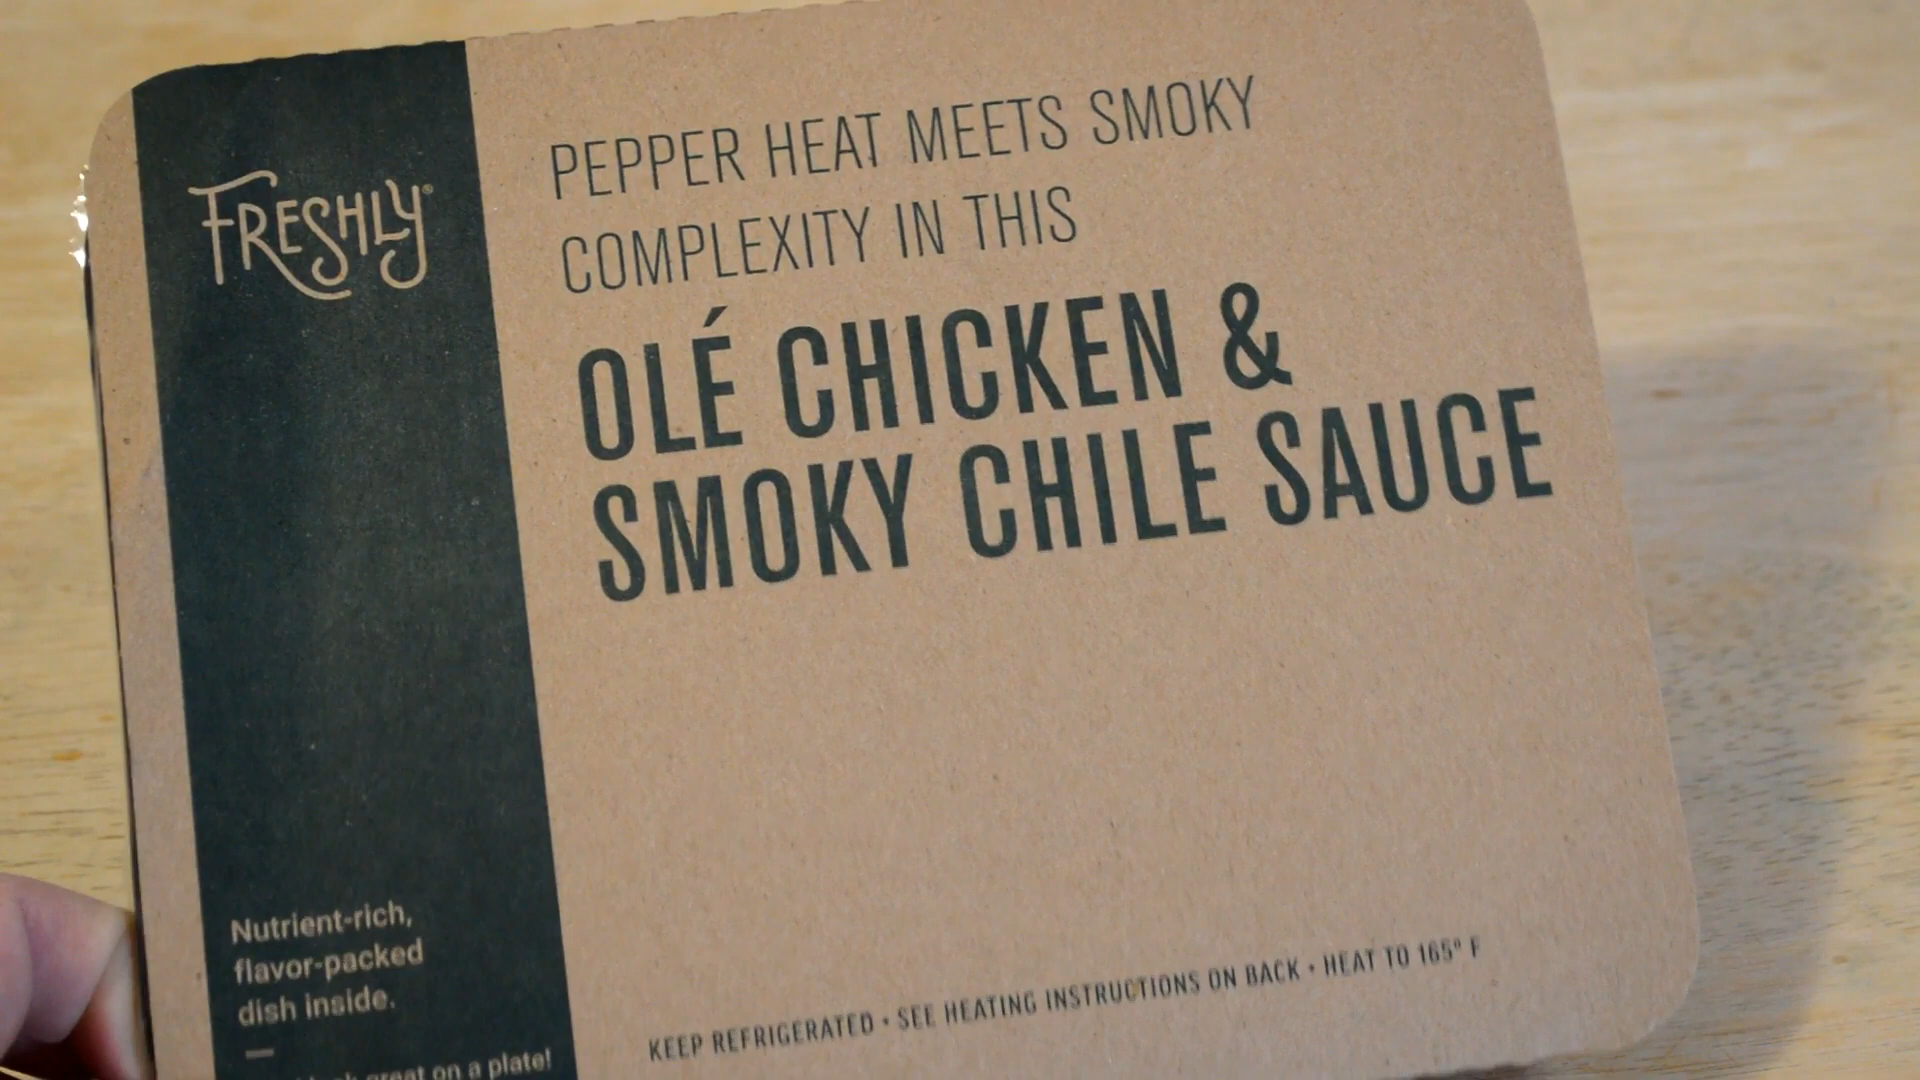 FRESHLY®
PEPPER HEAT MEETS SMOKY
COMPLEXITY IN THIS
OLÉ CHICKEN &
SMOKY CHILE SAUCE
Nutrient-rich,
flavor-packed
dish inside.
great on a plate!
KEEP REFRIGERATED • SEE HEATING INSTRUCTIONS ON BACK • HEAT TO 165° F